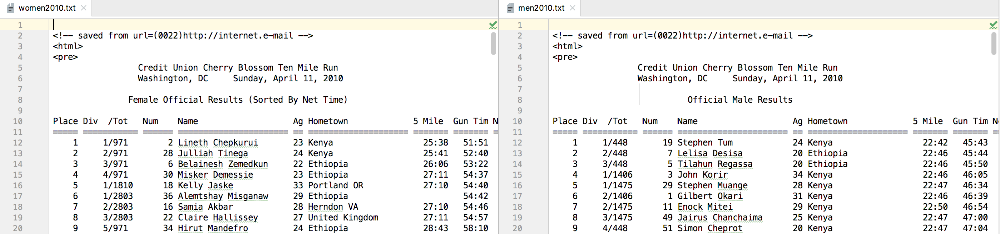 women2010.txt
1
2 <!-- saved from url=(0022)http://internet.e-mail -->
3 <html>
4 <pre>
5 Credit Union Cherry Blossom Ten Mile Run
6 Washington, DC     Sunday, April 11, 2010
7
8 Female Official Results (Sorted By Net Time)
9
10 Place Div  /Tot   Num    Name                   Ag Hometown             5 Mile  Gun Tim N
11 ===== =========== ====== ====================== == ==================== ======= ======= =
12     1     1/971        2 Lineth Chepkurui       23 Kenya                  25:38   51:51
13     2     2/971       28 Julliah Tinega         24 Kenya                  25:41   52:40
14     3     3/971        6 Belainesh Zemedkun     22 Ethiopia               26:06   53:22
15     4     4/971       30 Misker Demessie        23 Ethiopia               27:11   54:37
16     5     1/1810      18 Kelly Jaske            33 Portland OR            27:10   54:40
17     6     1/2803      36 Alemtshay Misganaw     29 Ethiopia                       54:42
18     7     2/2803      16 Samia Akbar            28 Herndon VA             27:10   54:46
19     8     3/2803      22 Claire Hallissey       27 United Kingdom         27:11   54:57
20     9     5/971       34 Hirut Mandefro         24 Ethiopia               28:43   58:10
men2010.txt
1
2 <!-- saved from url=(0022)http://internet.e-mail -->
3 <html>
4 <pre>
5 Credit Union Cherry Blossom Ten Mile Run
6 Washington, DC     Sunday, April 11, 2010
7
8 Official Male Results
9
10 Place Div  /Tot   Num    Name                   Ag Hometown             5 Mile  Gun Tim N
11 ===== =========== ====== ====================== == ==================== ======= ======= =
12     1     1/448       19 Stephen Tum            24 Kenya                  22:42   45:43
13     2     2/448        7 Lelisa Desisa          20 Ethiopia               22:46   45:44
14     3     3/448        5 Tilahun Regassa        20 Ethiopia               22:46   45:50
15     4     1/1406       3 John Korir             34 Kenya                  22:46   46:05
16     5     1/1475      29 Stephen Muange         28 Kenya                  22:47   46:34
17     6     2/1406       1 Gilbert Okari          31 Kenya                  22:46   46:39
18     7     2/1475      11 Enock Mitei            29 Kenya                  22:50   46:54
19     8     3/1475      49 Jairus Chanchaima      25 Kenya                  22:47   47:00
20     9     4/448       51 Simon Cheprot          20 Kenya                  22:47   47:04